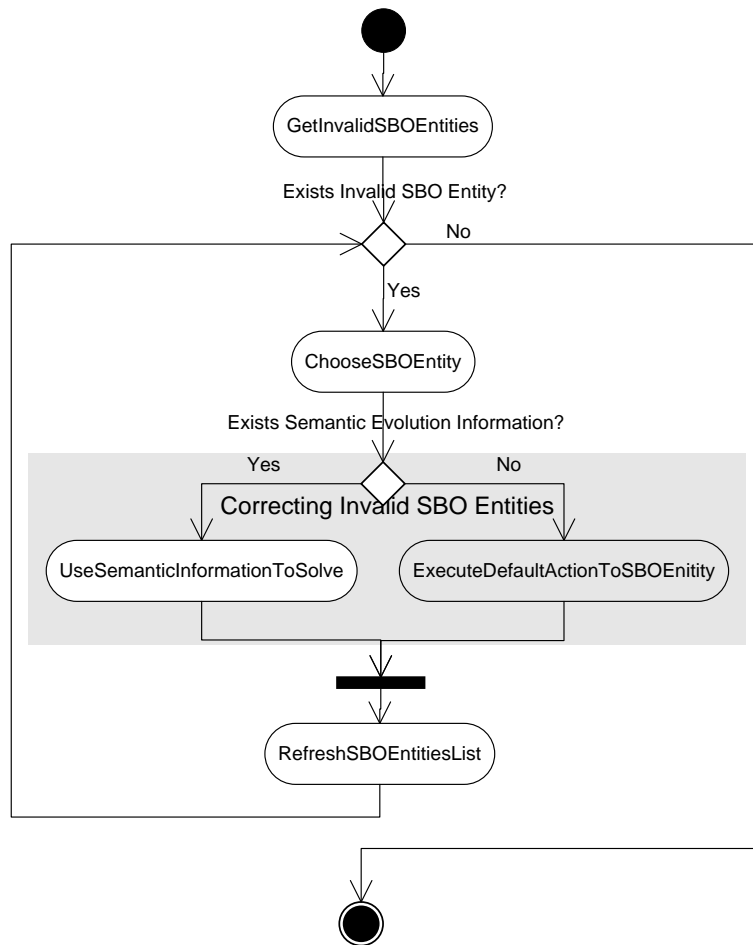 GetInvalidSBOEntities
Exists Invalid SBO Entity?
No
Yes
ChooseSBOEntity
Exists Semantic Evolution Information?
Yes
No
Correcting Invalid SBO Entities
UseSemanticInformationToSolve
ExecuteDefaultActionToSBOEnitity
RefreshSBOEntitiesList